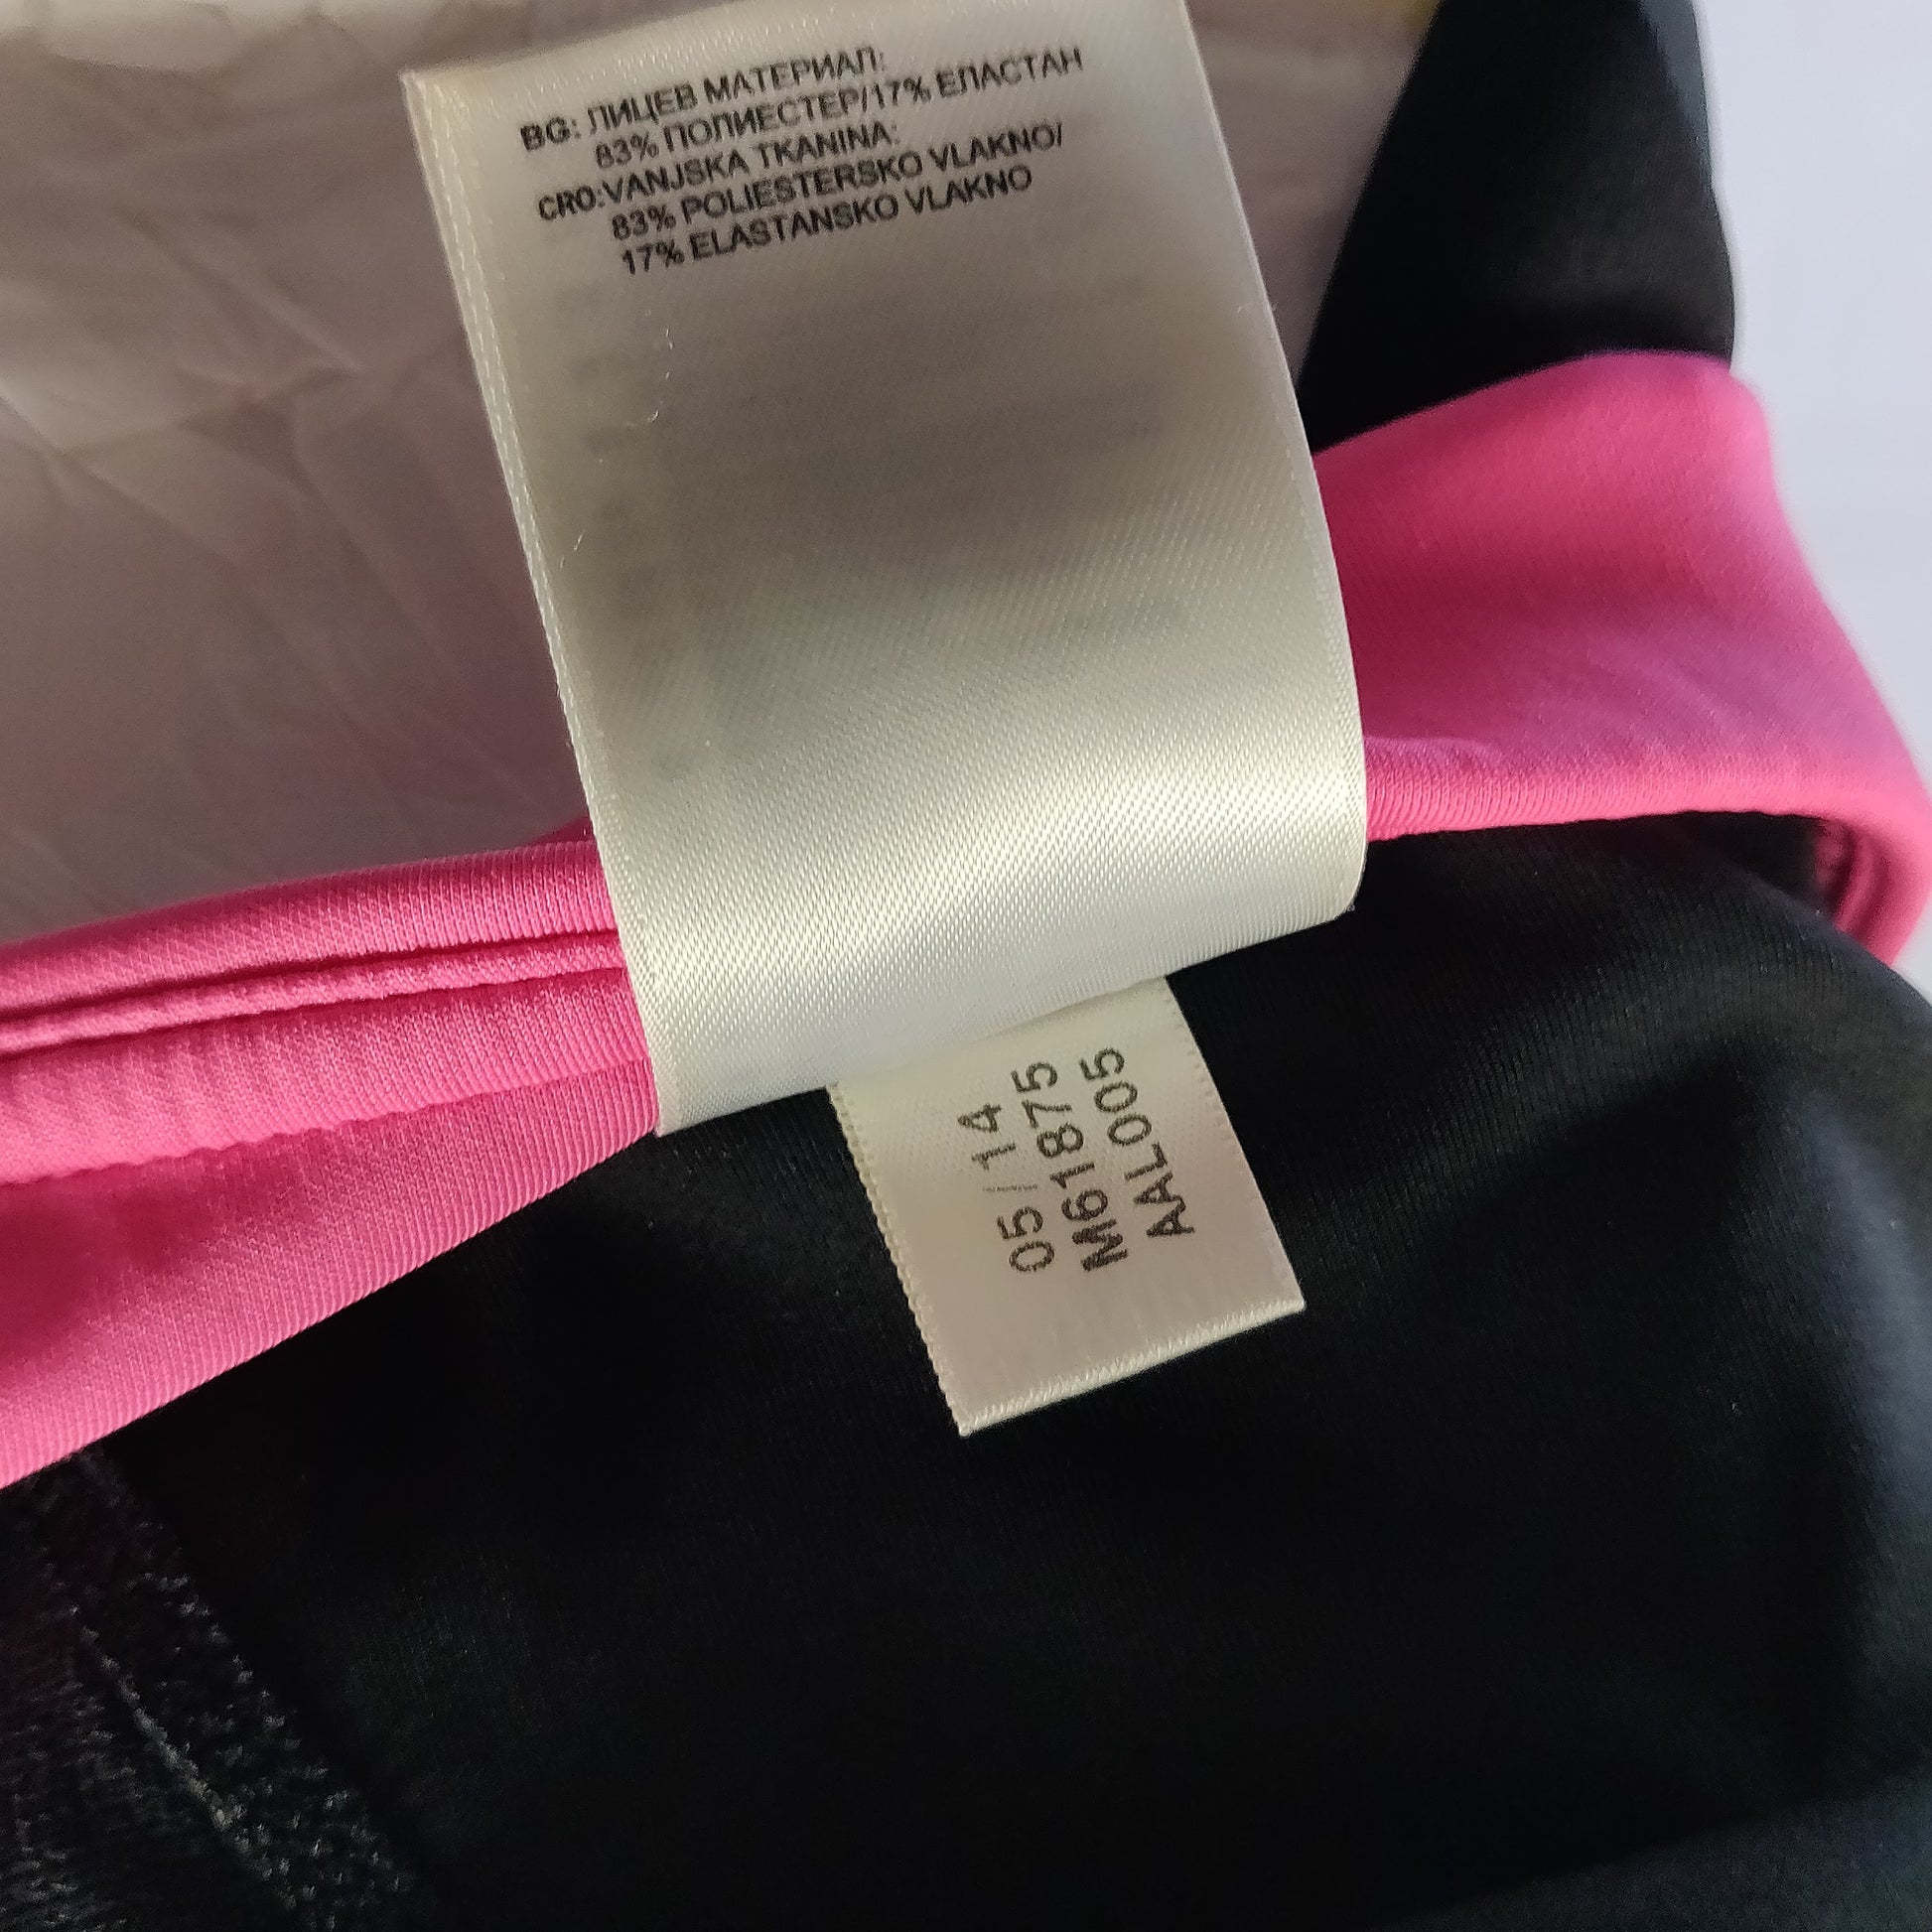 BG: ЛИЦЕВ МАТЕРИАЛ:
83% ПОЛИЕСТЕР/17% ЕЛАСТАН
CRO:VANJSKA TKANINA:
83% POLIESTERSKO VLAKNO/
17% ELASTANSKO VLAKNO
05/14
M61875
AAL005